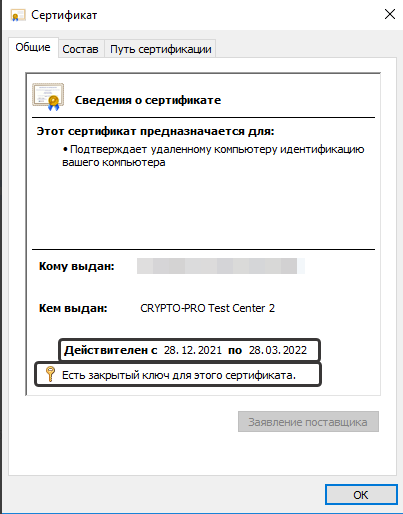 Сертификат
Общие Состав Путь сертификации
Сведения о сертификате
Этот сертификат предназначается для:
• Подтверждает удаленному компьютеру идентификацию
вашего компьютера
Кому выдан:
Кем выдан: CRYPTO-PRO Test Center 2
Действителен с 28.12.2021 по 28.03.2022
Есть закрытый ключ для этого сертификата.
Заявление поставщика
ОК